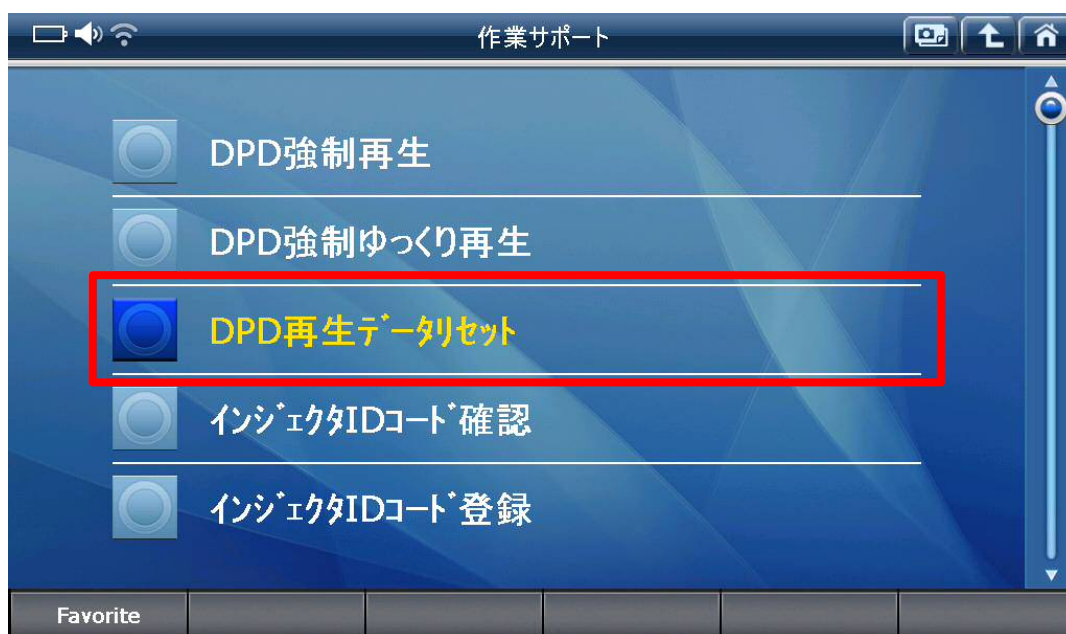 作業サポート
DPD強制再生
DPD強制ゆっくり再生
DPD再生ﾃﾞｰﾀﾘｾｯﾄ
ｲﾝｼﾞｪｸﾀIDｺｰﾄﾞ確認
ｲﾝｼﾞｪｸﾀIDｺｰﾄﾞ登録
Favorite